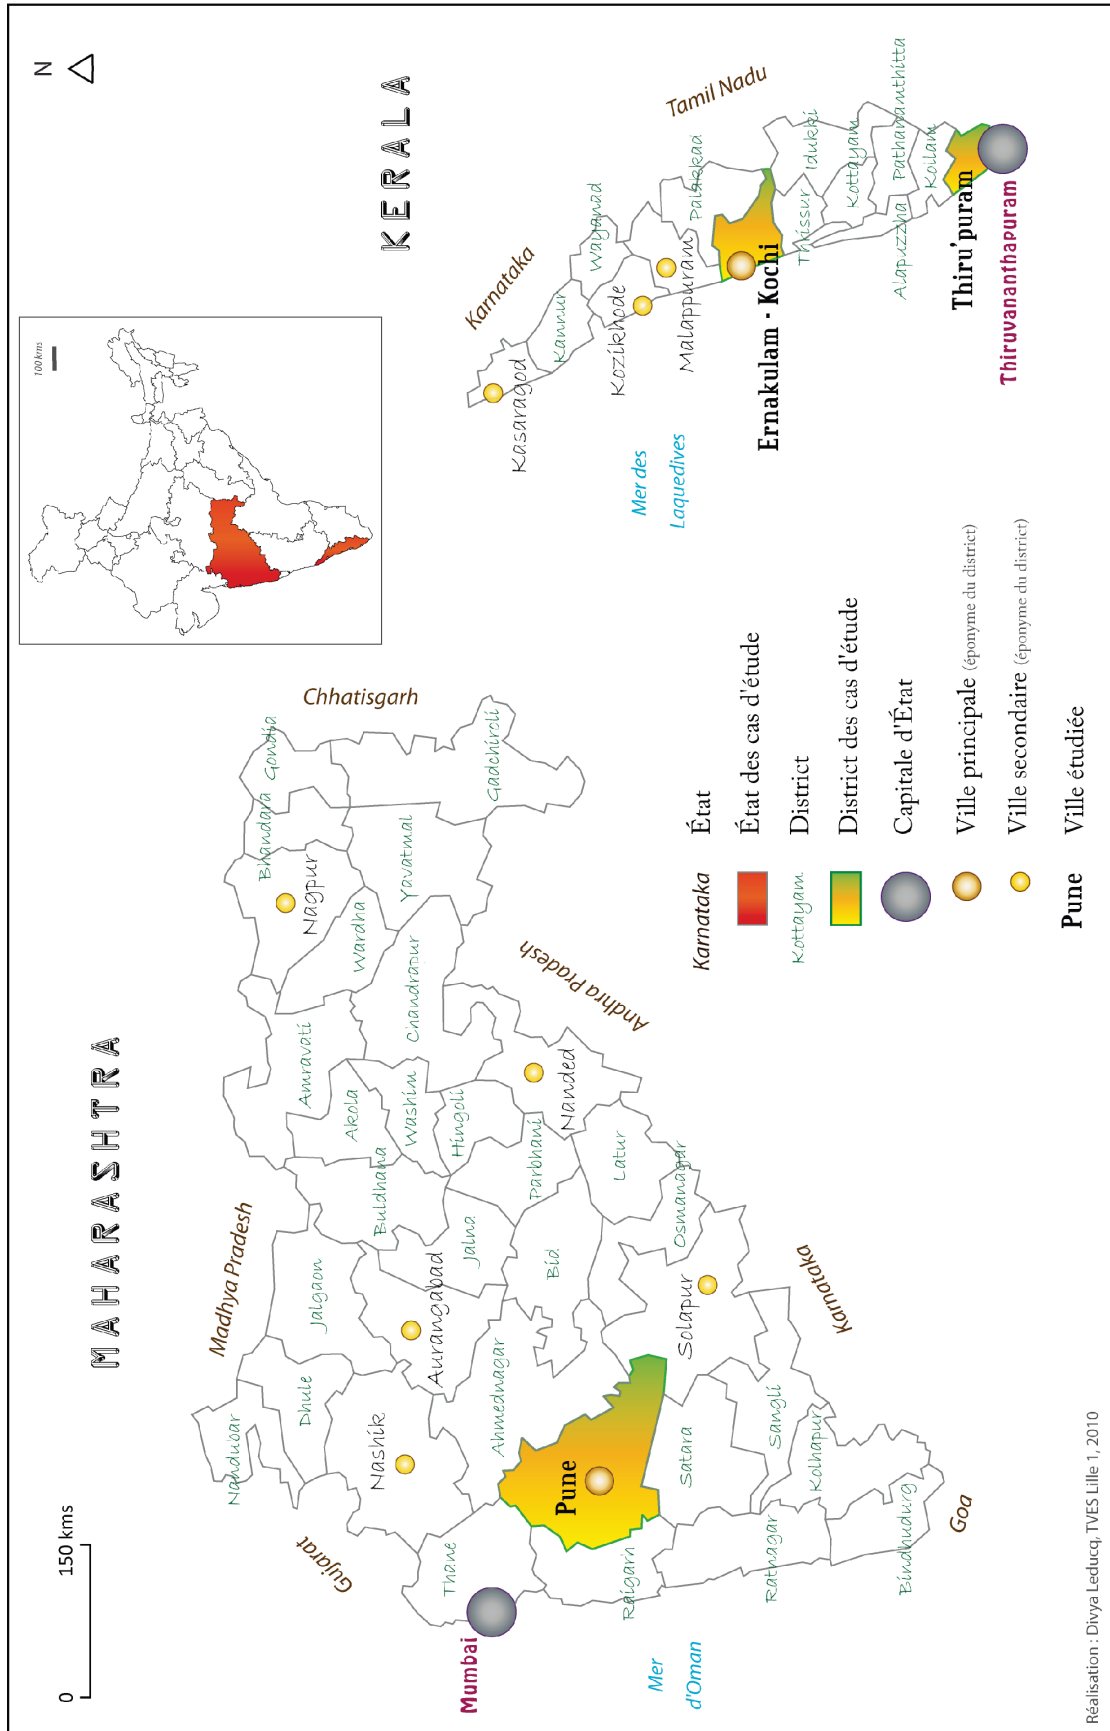 MAHARASHTRA
KERALA
N
100 kms
0
150 kms
Madhya Pradesh
Chhatisgarh
Gujarat
Andhra Pradesh
Karnataka
Goa
Mer
d'Oman
Mumbai
Nandubar
Dhule
Jalgaon
Nashik
Thane
Buldhana
Akola
Amravati
Washim
Hingoli
Wardha
Nagpur
Bhandara
Gondia
Yavatmal
Chandrapur
Gadchiroli
Aurangabad
Jalna
Parbhani
Nanded
Latur
Osmanagar
Bid
Ahmednagar
Pune
Solapur
Satara
Sangli
Kolhapur
Raigarh
Ratnagar
Bindhudurg
Karnataka
Tamil Nadu
Mer des
Laquedives
Kasaragod
Kannur
Wayanad
Kozikhode
Malappuram
Palakkad
Ernakulam - Kochi
Thrissur
Idukki
Kottayam
Alapuzzha
Pathanamthitta
Kollam
Thiru'puram
Thiruvananthapuram
Karnataka État
État des cas d'étude
Kottayam District
District des cas d'étude
Capitale d'État
Ville principale (éponyme du district)
Ville secondaire (éponyme du district)
Pune Ville étudiée
Réalisation : Divya Leducq, TVES Lille 1, 2010